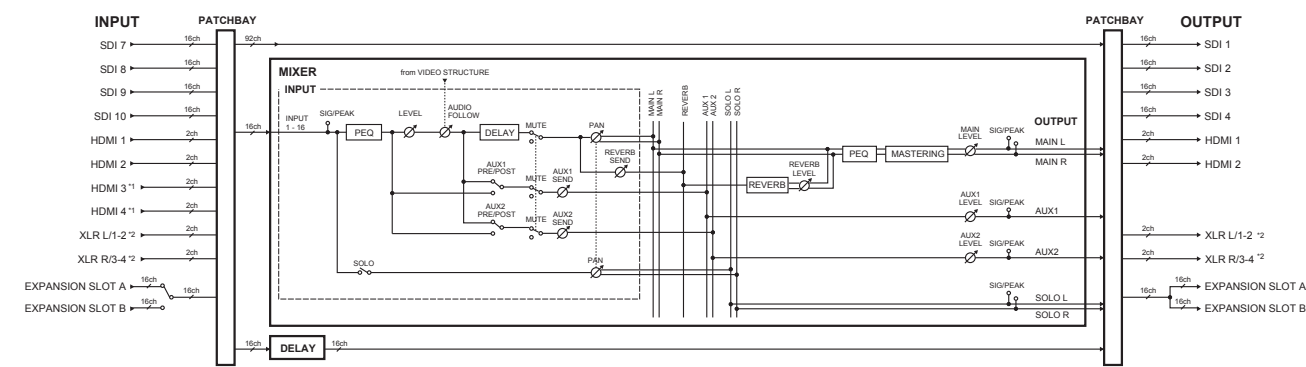 INPUT
PATCHBAY
PATCHBAY
OUTPUT
SDI 7
16ch
92ch
16ch
SDI 1
SDI 8
16ch
16ch
SDI 2
SDI 9
16ch
16ch
SDI 3
SDI 10
16ch
16ch
SDI 4
HDMI 1
2ch
2ch
HDMI 1
HDMI 2
2ch
2ch
HDMI 2
HDMI 3 *1
2ch
HDMI 4 *1
2ch
XLR L/1-2 *2
2ch
2ch
XLR L/1-2 *2
XLR R/3-4 *2
2ch
2ch
XLR R/3-4 *2
EXPANSION SLOT A
16ch
16ch
EXPANSION SLOT B
16ch
16ch
16ch
EXPANSION SLOT A
16ch
EXPANSION SLOT B
16ch
MIXER
from VIDEO STRUCTURE
INPUT
INPUT
1 - 16
SIG/PEAK
PEQ
LEVEL
AUDIO
FOLLOW
DELAY
MUTE
PAN
REVERB
SEND
AUX1
PRE/POST
MUTE
AUX1
SEND
AUX2
PRE/POST
MUTE
AUX2
SEND
SOLO
PAN
MAIN L
MAIN R
REVERB
AUX 1
AUX 2
SOLO L
SOLO R
REVERB
REVERB
LEVEL
PEQ
MASTERING
OUTPUT
MAIN
LEVEL
SIG/PEAK
MAIN L
MAIN R
AUX1
LEVEL
SIG/PEAK
AUX1
AUX2
LEVEL
SIG/PEAK
AUX2
SIG/PEAK
SOLO L
SOLO R
16ch
DELAY
16ch